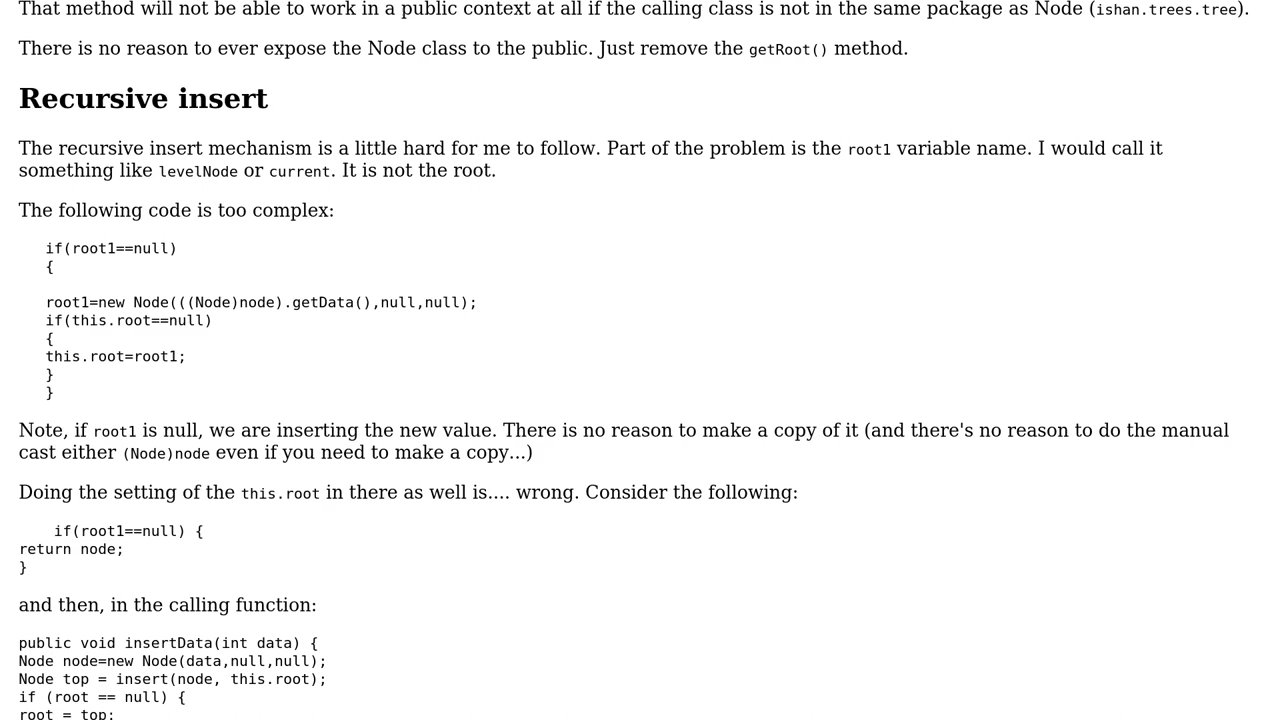 That method will not be able to work in a public context at all if the calling class is not in the same package as Node (ishan.trees.tree).
There is no reason to ever expose the Node class to the public. Just remove the getRoot() method.
Recursive insert
The recursive insert mechanism is a little hard for me to follow. Part of the problem is the root1 variable name. I would call it
something like levelNode or current. It is not the root.
The following code is too complex:
if(root1==null)
{
root1=new Node(((Node)node).getData(),null,null);
if(this.root==null)
{
this.root=root1;
}
}
Note, if root1 is null, we are inserting the new value. There is no reason to make a copy of it (and there's no reason to do the manual
cast either (Node)node even if you need to make a copy...)
Doing the setting of the this.root in there as well is.... wrong. Consider the following:
if(root1==null) {
return node;
}
and then, in the calling function:
public void insertData(int data) {
Node node=new Node(data,null,null);
Node top = insert(node, this.root);
if (root == null) {
root = top;